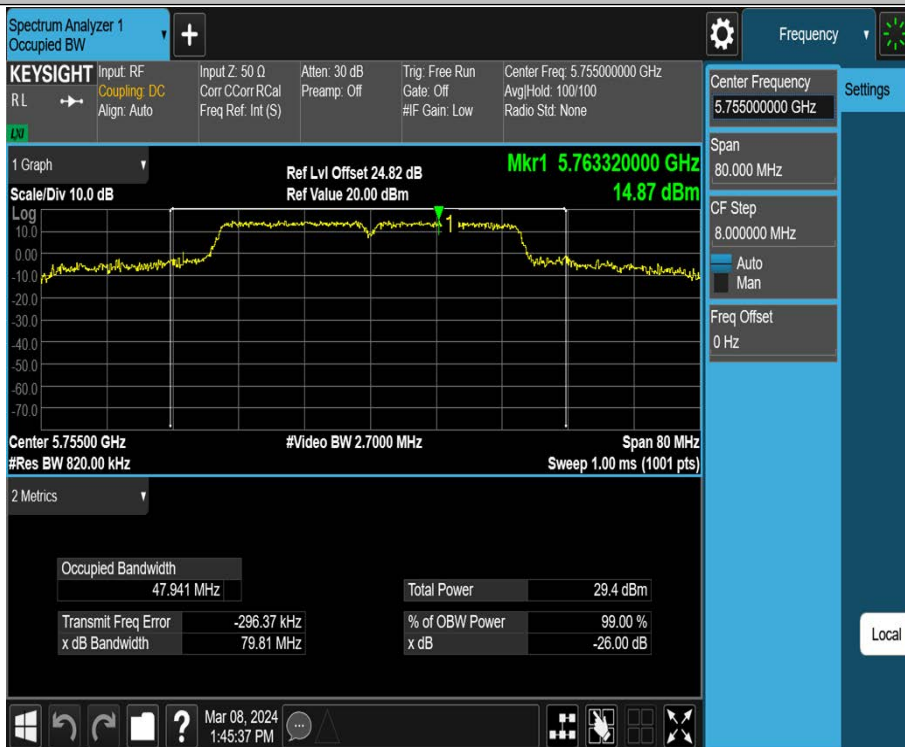 Spectrum Analyzer 1
Occupied BW
+
Frequency
KEYSIGHT
RL
LXI
Input: RF
Coupling: DC
Align: Auto
Input Z: 50 Ω
Corr CCorr RCal
Freq Ref: Int (S)
Atten: 30 dB
Preamp: Off
Trig: Free Run
Gate: Off
#IF Gain: Low
Center Freq: 5.755000000 GHz
Avg|Hold: 100/100
Radio Std: None
Center Frequency
5.755000000 GHz
Settings
Span
80.000 MHz
CF Step
8.000000 MHz
Auto
Man
Freq Offset
0 Hz
Local
1 Graph
Scale/Div 10.0 dB
Ref Lvl Offset 24.82 dB
Ref Value 20.00 dBm
Mkr1 5.763320000 GHz
14.87 dBm
Log
10.0
0.00
-10.0
-20.0
-30.0
-40.0
-50.0
-60.0
-70.0
1
Center 5.75500 GHz
#Video BW 2.7000 MHz
Span 80 MHz
#Res BW 820.00 kHz
Sweep 1.00 ms (1001 pts)
2 Metrics
Occupied Bandwidth
47.941 MHz
Total Power 29.4 dBm
Transmit Freq Error -296.37 kHz
% of OBW Power 99.00 %
x dB Bandwidth 79.81 MHz
x dB -26.00 dB
?
Mar 08, 2024
1:45:37 PM